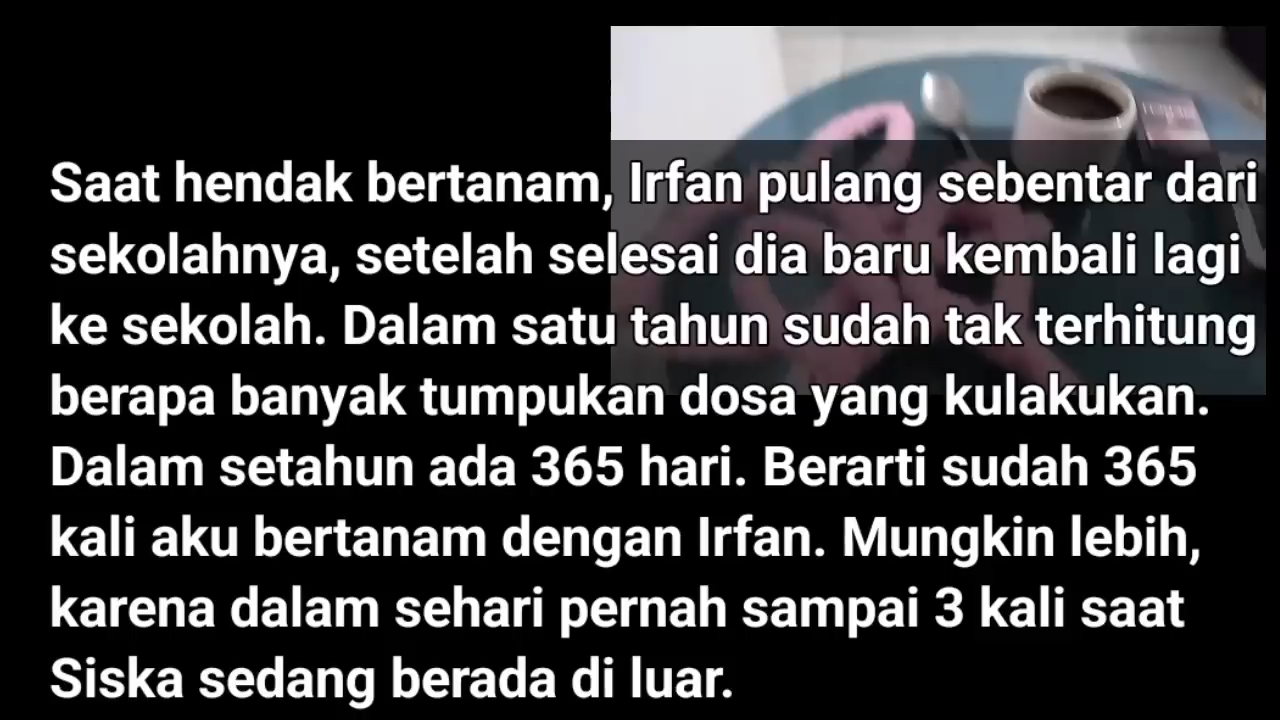 Saat hendak bertanam, Irfan pulang sebentar dari
sekolahnya, setelah selesai dia baru kembali lagi
ke sekolah. Dalam satu tahun sudah tak terhitung
berapa banyak tumpukan dosa yang kulakukan.
Dalam setahun ada 365 hari. Berarti sudah 365
kali aku bertanam dengan Irfan. Mungkin lebih,
karena dalam sehari pernah sampai 3 kali saat
Siska sedang berada di luar.